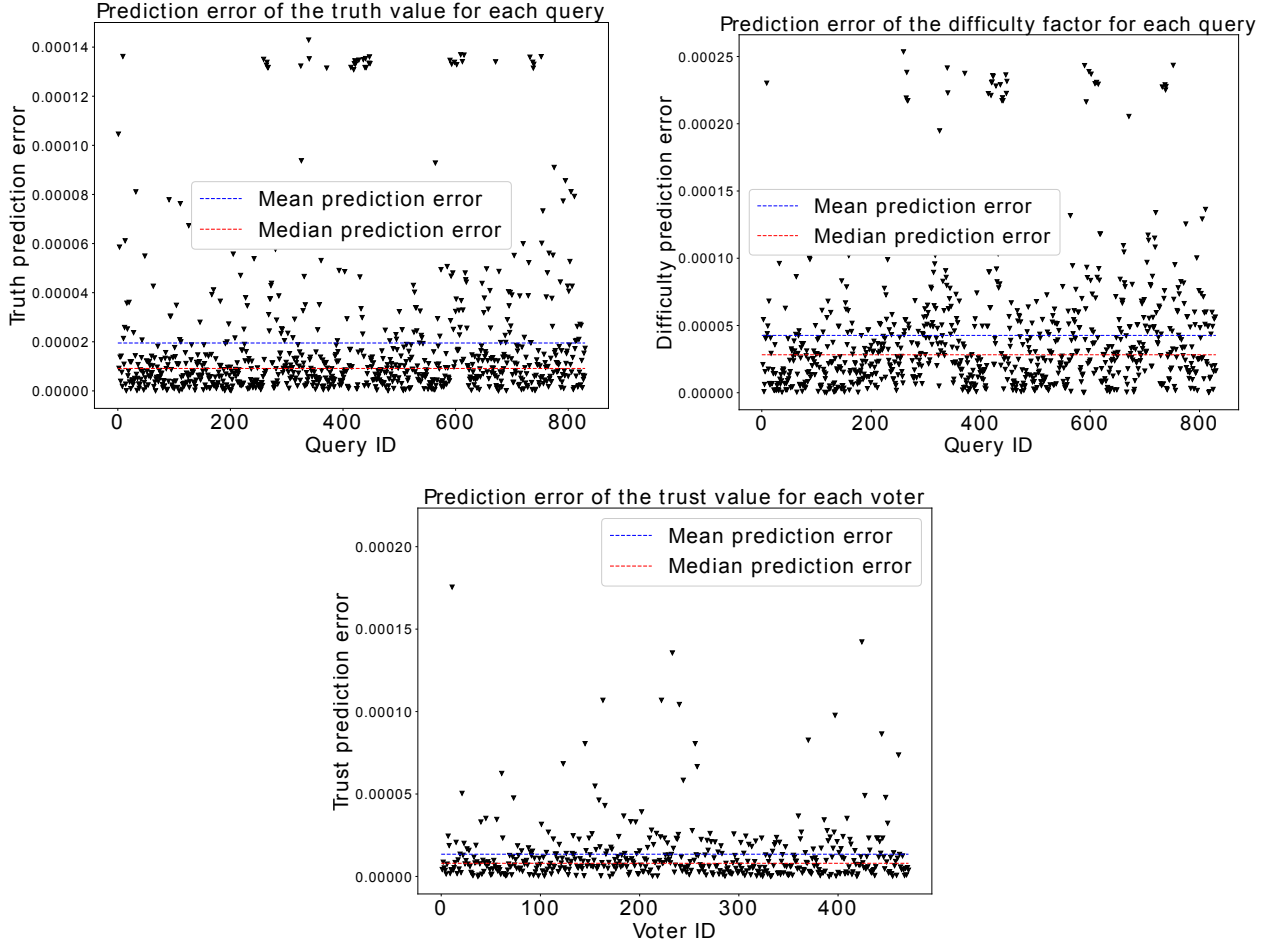 Prediction error of the truth value for each query
Truth prediction error
0.00014
0.00012
0.00010
0.00008
0.00006
0.00004
0.00002
0.00000
Mean prediction error
Median prediction error
0 200 400 600 800
Query ID
Prediction error of the difficulty factor for each query
Difficulty prediction error
0.00025
0.00020
0.00015
0.00010
0.00005
0.00000
Mean prediction error
Median prediction error
0 200 400 600 800
Query ID
Prediction error of the trust value for each voter
Trust prediction error
0.00020
0.00015
0.00010
0.00005
0.00000
Mean prediction error
Median prediction error
0 100 200 300 400
Voter ID